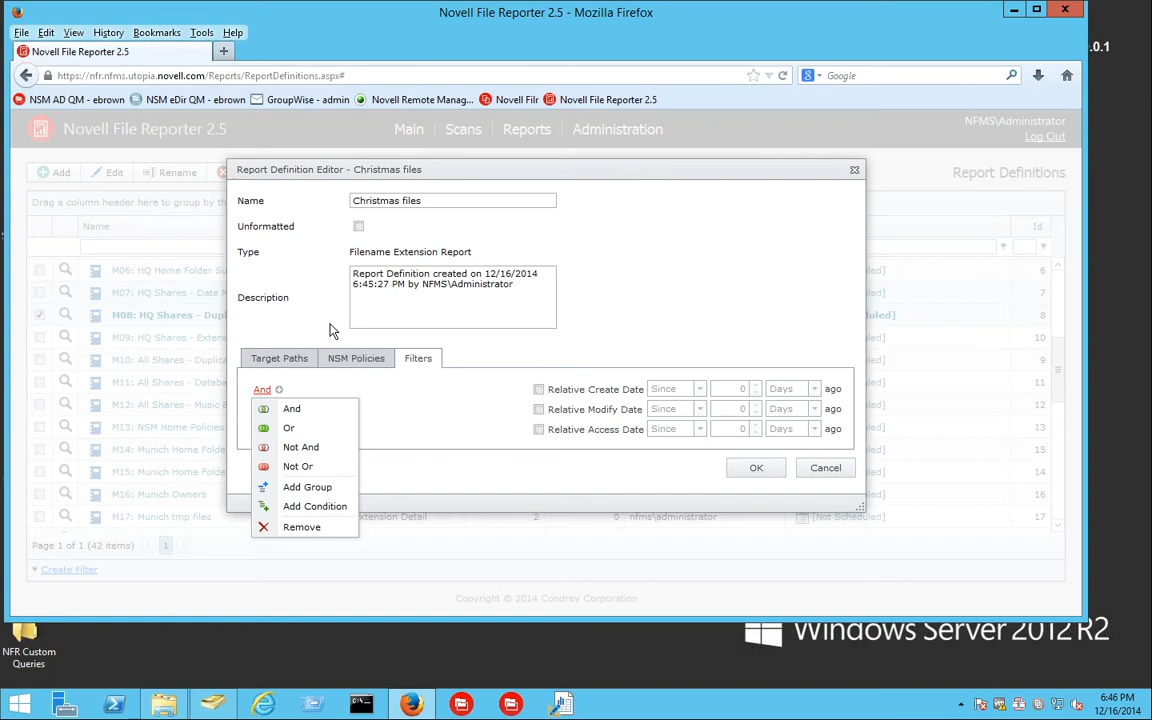 Novell File Reporter 2.5 - Mozilla Firefox
File Edit View History Bookmarks Tools Help
Novell File Reporter 2.5
.0.1
https://nfr.nfms.utopia.novell.com/Reports/ReportDefinitions.aspx#
Google
NSM AD QM - ebrown NSM eDir QM - ebrown GroupWise - admin Novell Remote Manag... Novell Filr Novell File Reporter 2.5
Novell File Reporter 2.5 Main Scans Reports Administration
NFMS\Administrator
Log Out
Add Edit Rename Report Definitions
Drag a column header here to group by th
Name Id
M06: HQ Home Folder Su 6
M07: HQ Shares - Date M 7
M08: HQ Shares - Dupl 8
M09: HQ Shares - Extens 9
M10: All Shares - Duplica 10
M11: All Shares - Databa 11
M12: All Shares - Music & 12
M13: NSM Home Policies 13
M14: Munich Home Folde 14
M15: Munich Home Folde 15
M16: Munich Owners 16
M17: Munich tmp files Extension Detail 2 0 nfms\administrator [Not Scheduled] 17
Page 1 of 1 (42 items) 1
Create Filter
Copyright © 2014 Condrey Corporation
Report Definition Editor - Christmas files
Name Christmas files
Unformatted
Type Filename Extension Report
Description Report Definition created on 12/16/2014
6:45:27 PM by NFMS\Administrator
Target Paths NSM Policies Filters
And
And
Or
Not And
Not Or
Add Group
Add Condition
Remove
Relative Create Date Since 0 Days ago
Relative Modify Date Since 0 Days ago
Relative Access Date Since 0 Days ago
OK Cancel
NFR Custom
Queries
Windows Server 2012 R2
6:46 PM
12/16/2014